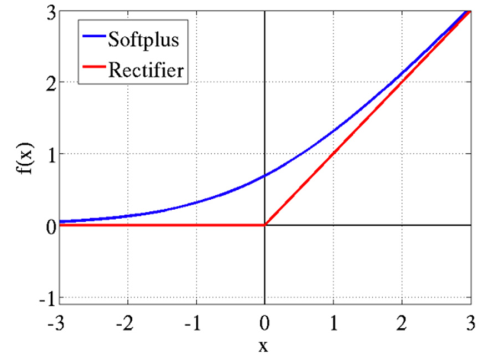 Softplus
Rectifier
f(x)
3
2
1
0
-1
-3 -2 -1 0 1 2 3
x